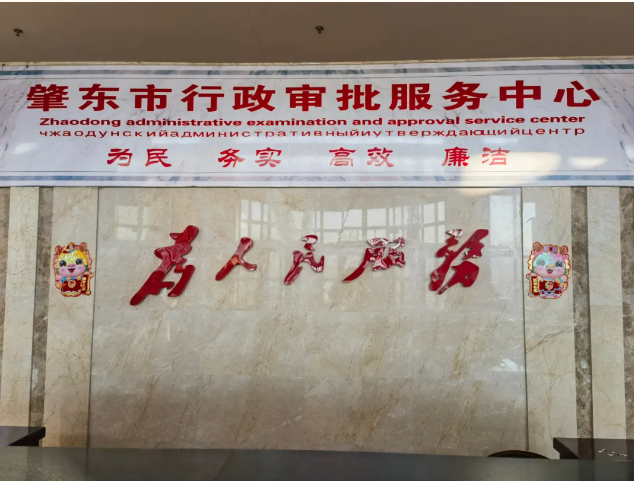 肇东市行政审批服务中心
Zhaodong administrative examination and approval service center
чжаодунскийадминистративныйиутверждающийцентр
为民 务实 高效 廉洁
为人民服务